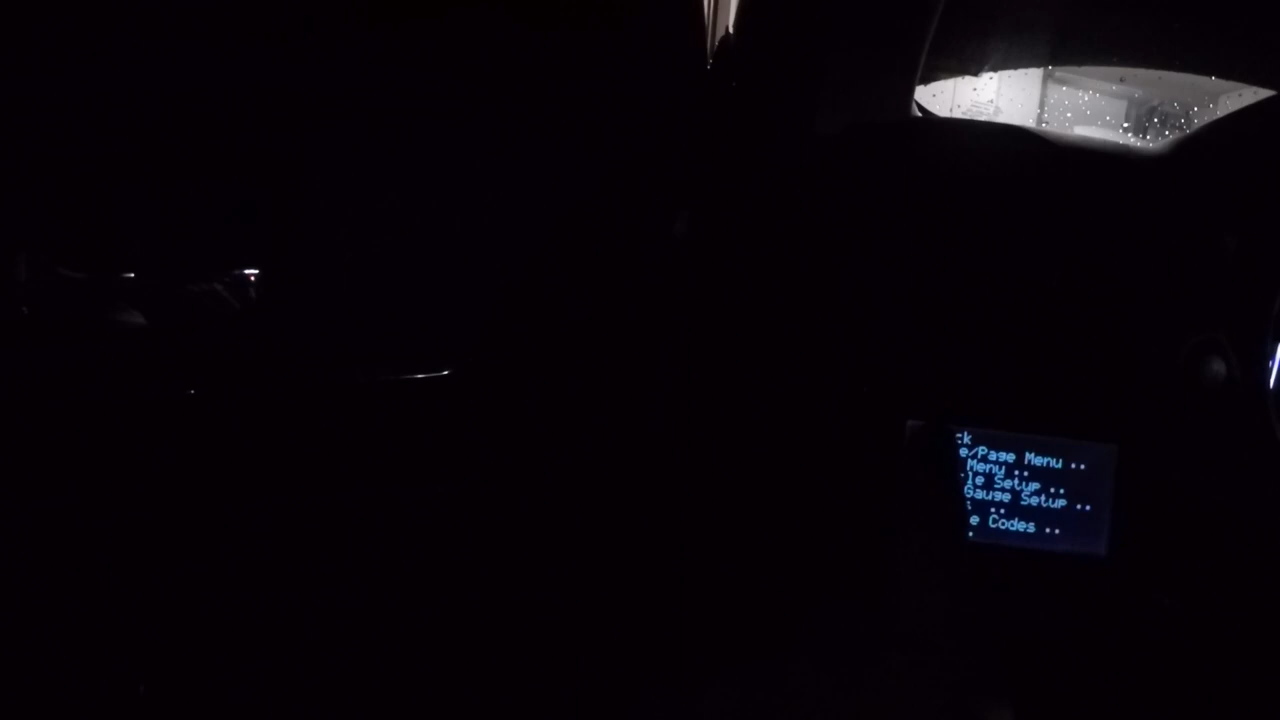 ck
e/Page Menu ..
Menu ..
le Setup ..
Gauge Setup ..
..
e Codes ..